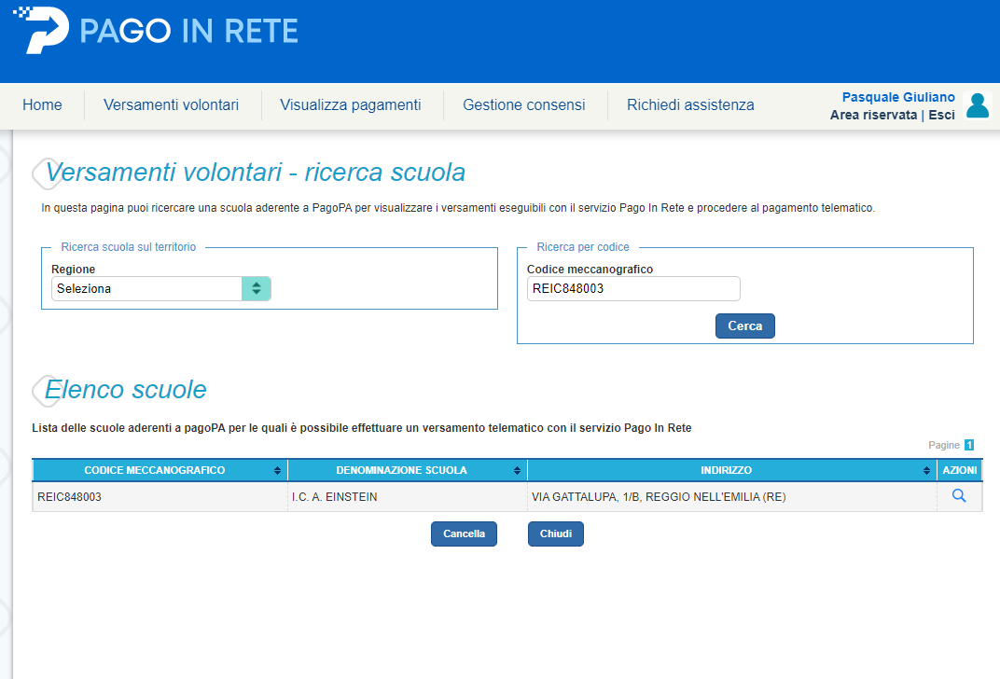 PAGO IN RETE
Home
Versamenti volontari
Visualizza pagamenti
Gestione consensi
Richiedi assistenza
Pasquale Giuliano
Area riservata | Esci
Versamenti volontari - ricerca scuola
In questa pagina puoi ricercare una scuola aderente a PagoPA per visualizzare i versamenti eseguibili con il servizio Pago In Rete e procedere al pagamento telematico.
Ricerca scuola sul territorio
Regione
Seleziona
Ricerca per codice
Codice meccanografico
REIC848003
Cerca
Elenco scuole
Lista delle scuole aderenti a pagoPA per le quali è possibile effettuare un versamento telematico con il servizio Pago In Rete
Pagine 1
CODICE MECCANOGRAFICO DENOMINAZIONE SCUOLA INDIRIZZO AZIONI
REIC848003 I.C. A. EINSTEIN VIA GATTALUPA, 1/B, REGGIO NELL'EMILIA (RE)
Cancella
Chiudi